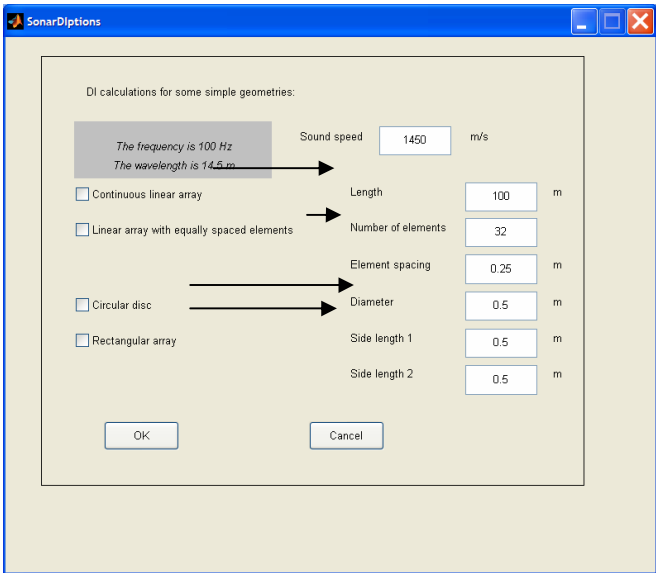 SonarDIptions
DI calculations for some simple geometries:
The frequency is 100 Hz
The wavelength is 14.5 m
Sound speed 1450 m/s
Continuous linear array Length 100 m
Linear array with equally spaced elements Number of elements 32
Element spacing 0.25 m
Circular disc Diameter 0.5 m
Rectangular array Side length 1 0.5 m
Side length 2 0.5 m
OK Cancel